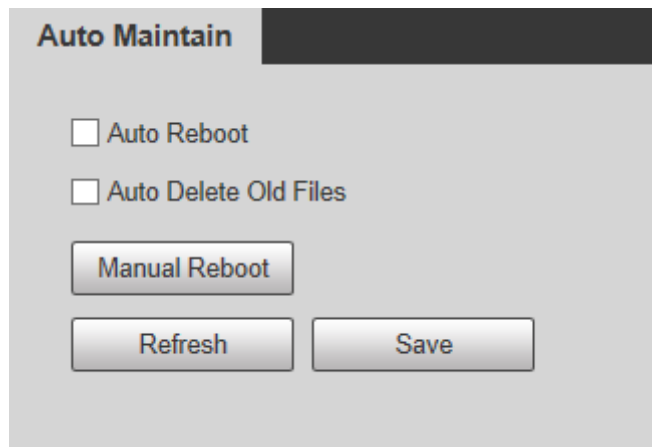 Auto Maintain
Auto Reboot
Auto Delete Old Files
Manual Reboot
Refresh Save